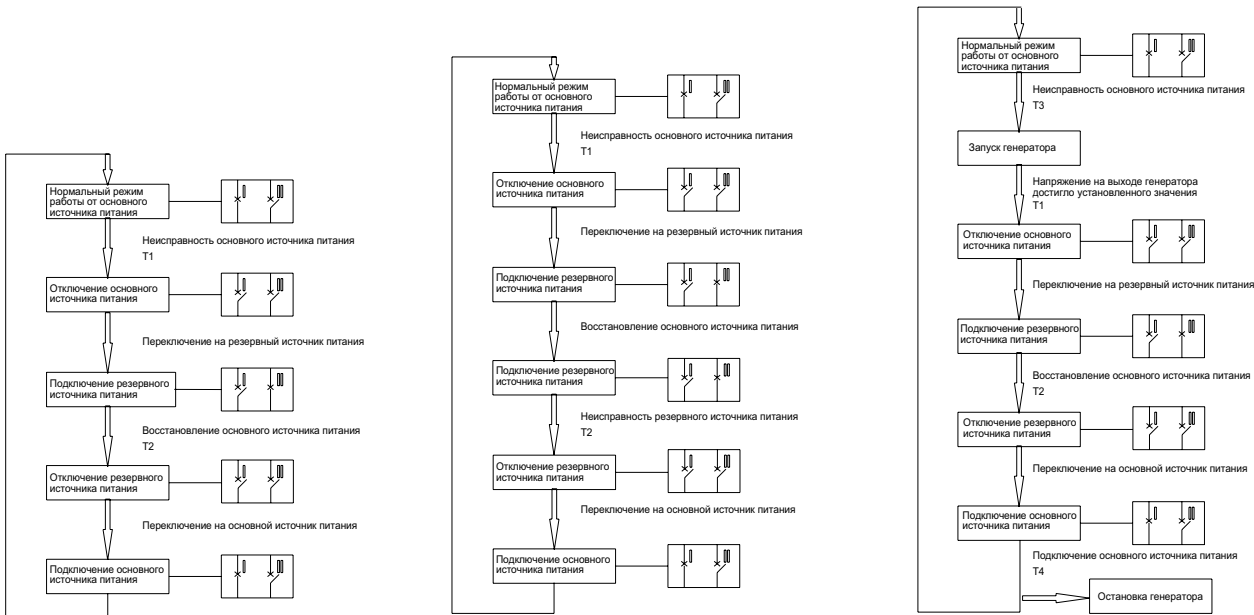 Нормальный режим
работы от основного
источника питания
Неисправность основного источника питания
T1
Отключение основного
источника питания
Переключение на резервный источник питания
Подключение резервного
источника питания
Восстановление основного источника питания
T2
Отключение резервного
источника питания
Переключение на основной источник питания
Подключение основного
источника питания
Нормальный режим
работы от основного
источника питания
Неисправность основного источника питания
T1
Отключение основного
источника питания
Переключение на резервный источник питания
Подключение резервного
источника питания
Восстановление основного источника питания
Подключение резервного
источника питания
Неисправность резервного источника питания
T2
Отключение резервного
источника питания
Переключение на основной источник питания
Подключение основного
источника питания
Нормальный режим
работы от основного
источника питания
Неисправность основного источника питания
T3
Запуск генератора
Напряжение на выходе генератора
достигло установленного значения
T1
Отключение основного
источника питания
Переключение на резервный источник питания
Подключение резервного
источника питания
Восстановление основного источника питания
T2
Отключение резервного
источника питания
Переключение на основной источник питания
Подключение основного
источника питания
Подключение основного источника питания
T4
Остановка генератора